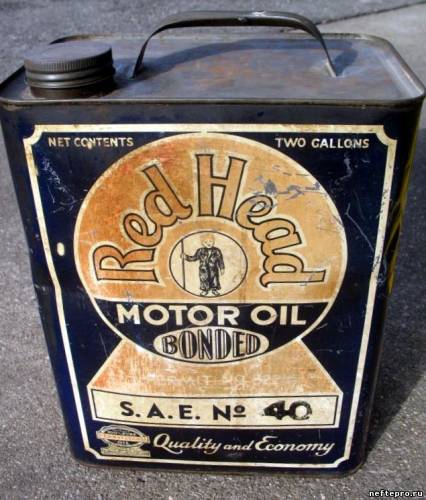 NET CONTENTS TWO GALLONS
Red Head
MOTOR OIL
BONDED
S.A.E. No 40
Quality and Economy
neftepro.ru